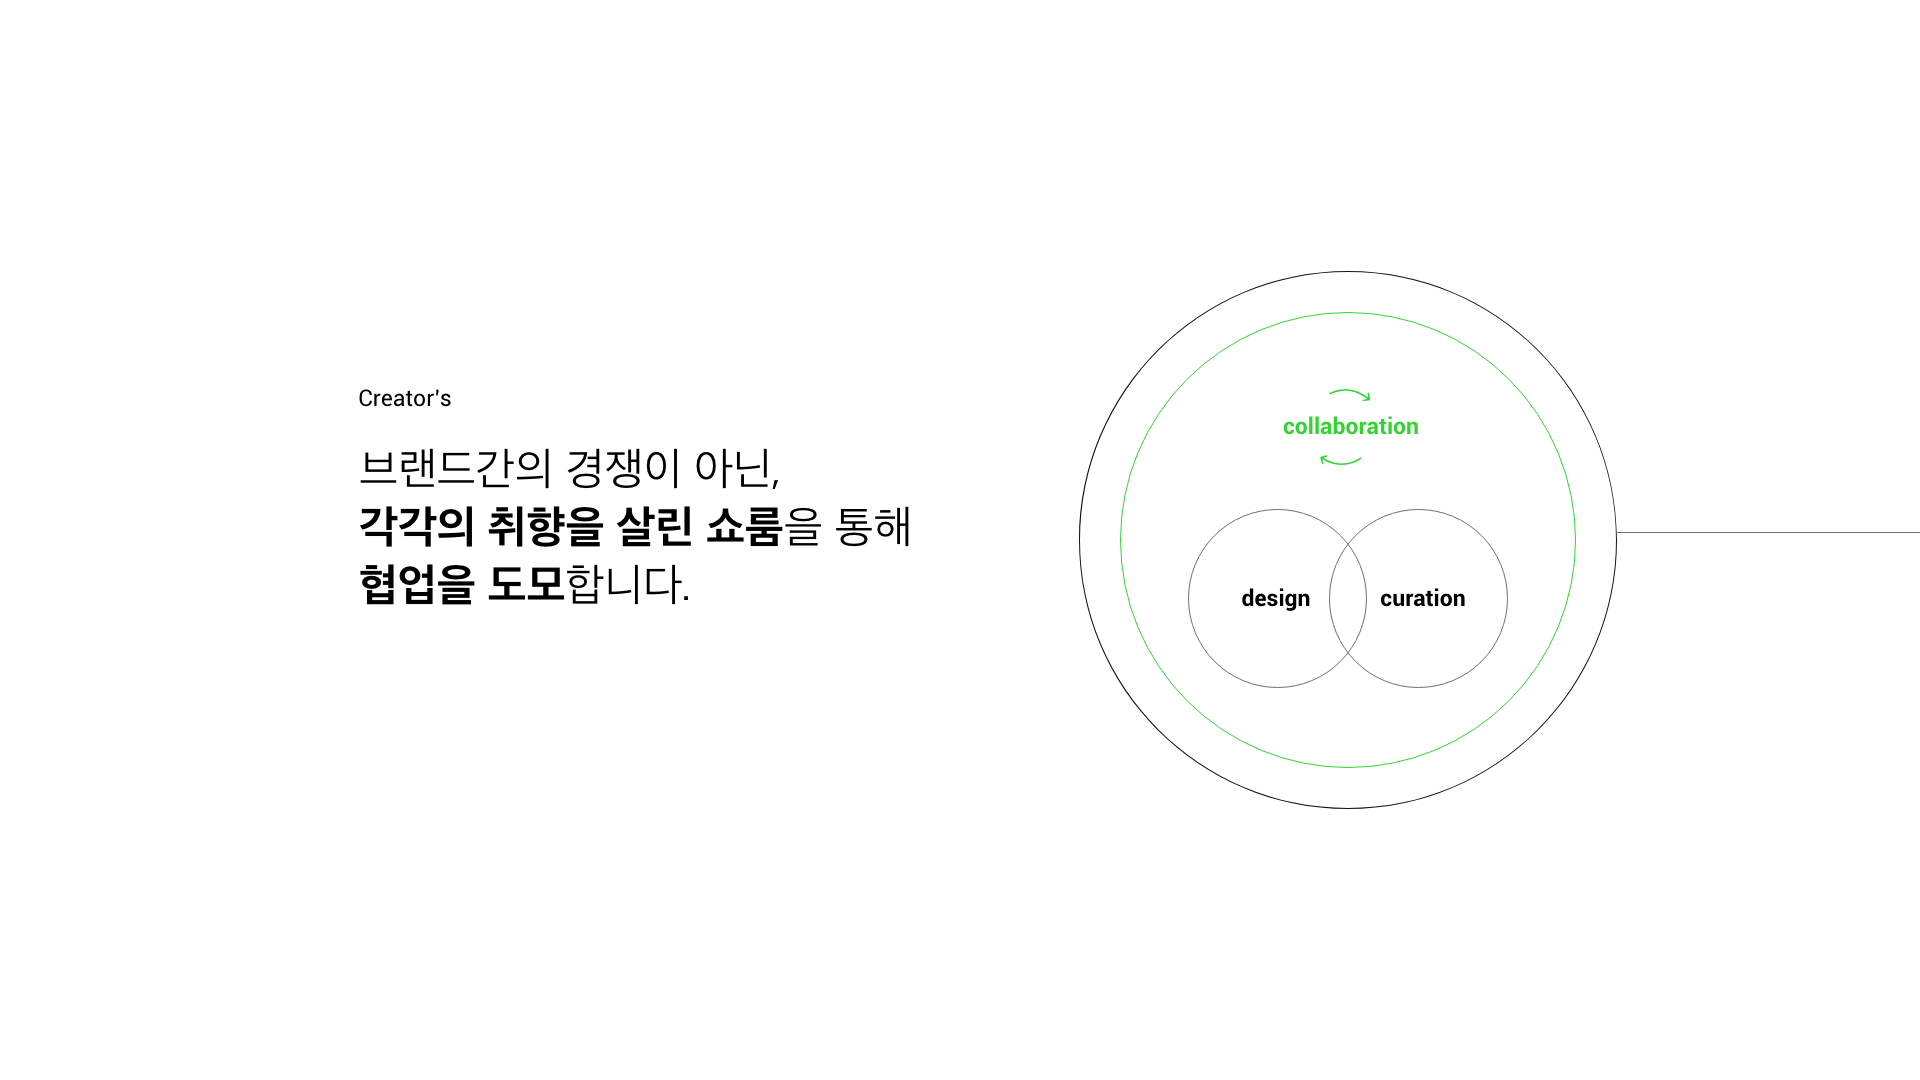 Creator's
브랜드간의 경쟁이 아닌,
각각의 취향을 살린 쇼룸을 통해
협업을 도모합니다.
collaboration
design
curation